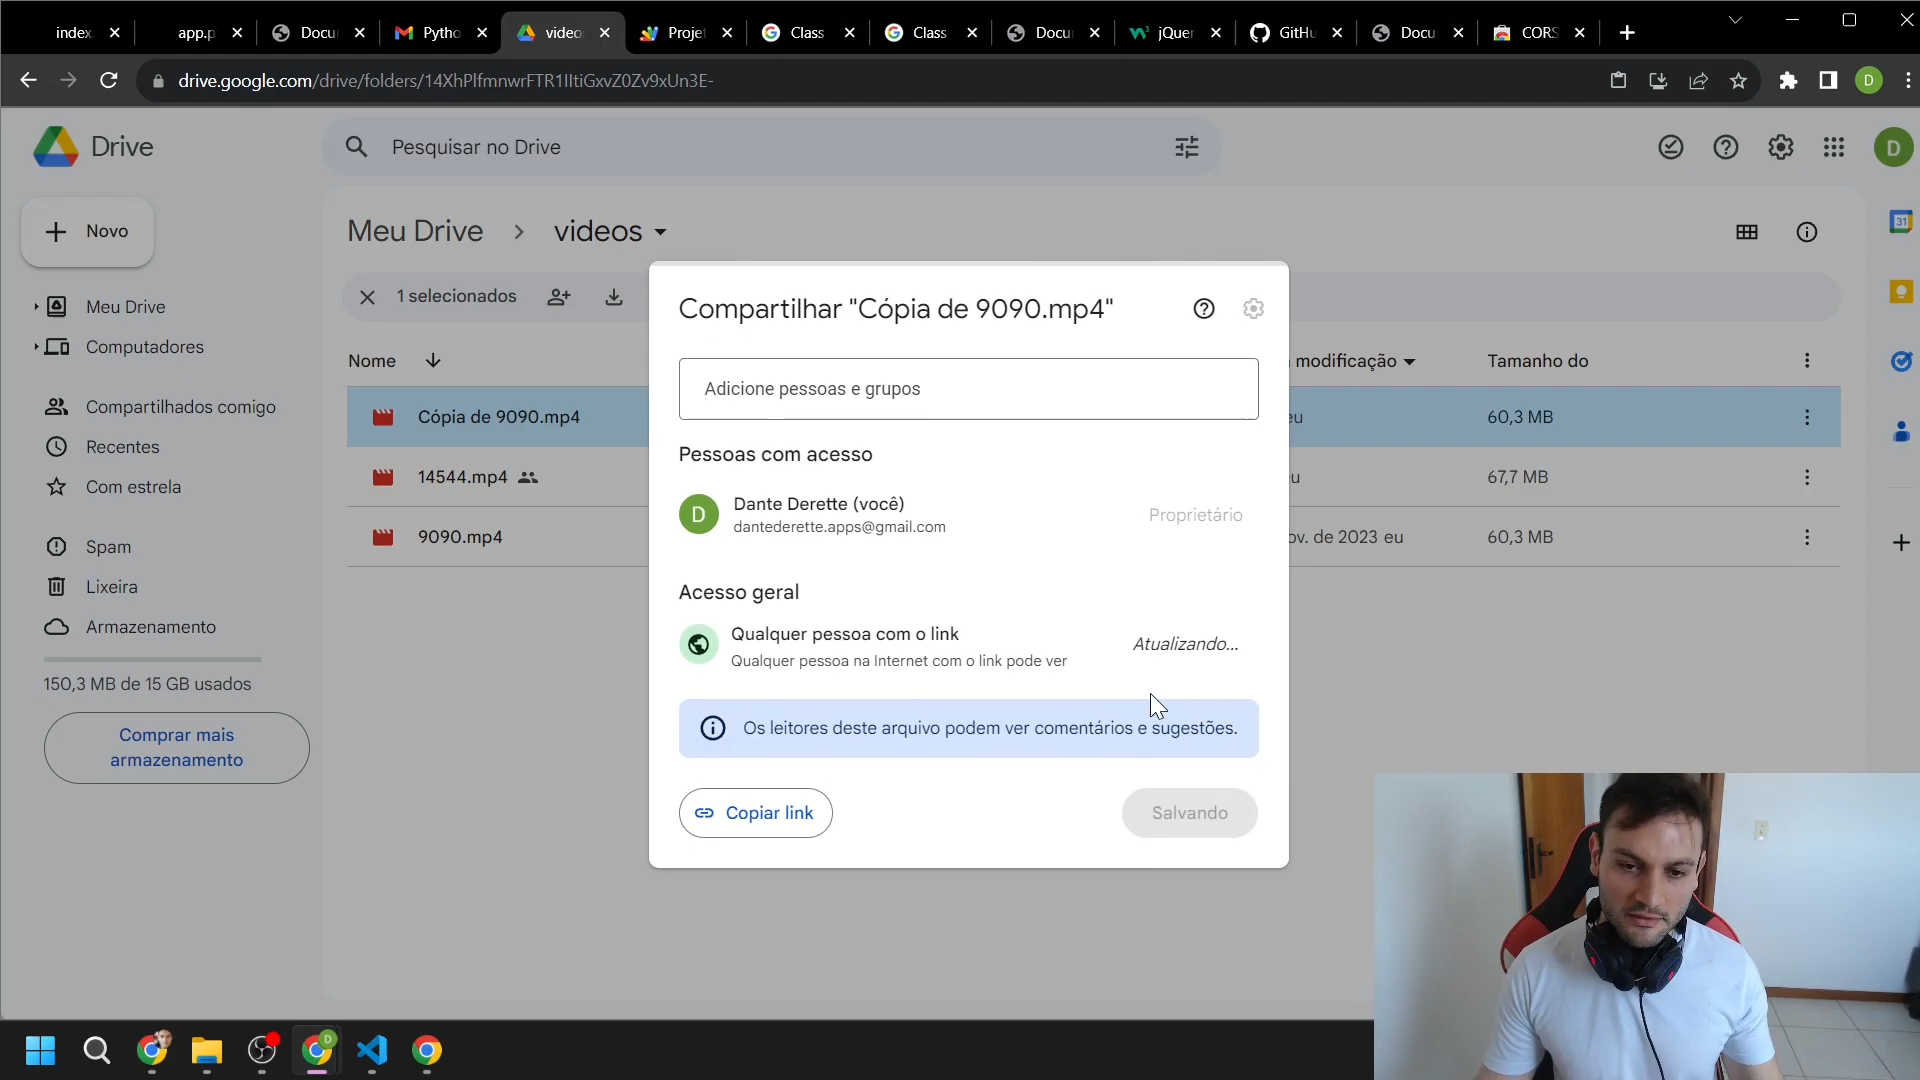 index.
app.p
Docu
Pytho
video
Projet
Class
Class
Docu
jQuer
GitHu
Docu
CORS
drive.google.com/drive/folders/14XhPlfmnwrFTR1IItiGxvZ0Zv9xUn3E-
D
Drive
Pesquisar no Drive
D
Novo
Meu Drive
videos
31
1 selecionados
Meu Drive
Compartilhar "Cópia de 9090.mp4"
Computadores
Nome
modificação
Tamanho do
Adicione pessoas e grupos
Compartilhados comigo
Cópia de 9090.mp4
eu
60,3 MB
Recentes
Pessoas com acesso
14544.mp4
u
67,7 MB
Com estrela
D
Dante Derette (você)
dantederette.apps@gmail.com
Proprietário
9090.mp4
ov. de 2023 eu
60,3 MB
Spam
Lixeira
Acesso geral
Armazenamento
Qualquer pessoa com o link
Qualquer pessoa na Internet com o link pode ver
Atualizando...
150,3 MB de 15 GB usados
Os leitores deste arquivo podem ver comentários e sugestões.
Comprar mais
armazenamento
Copiar link
Salvando
D